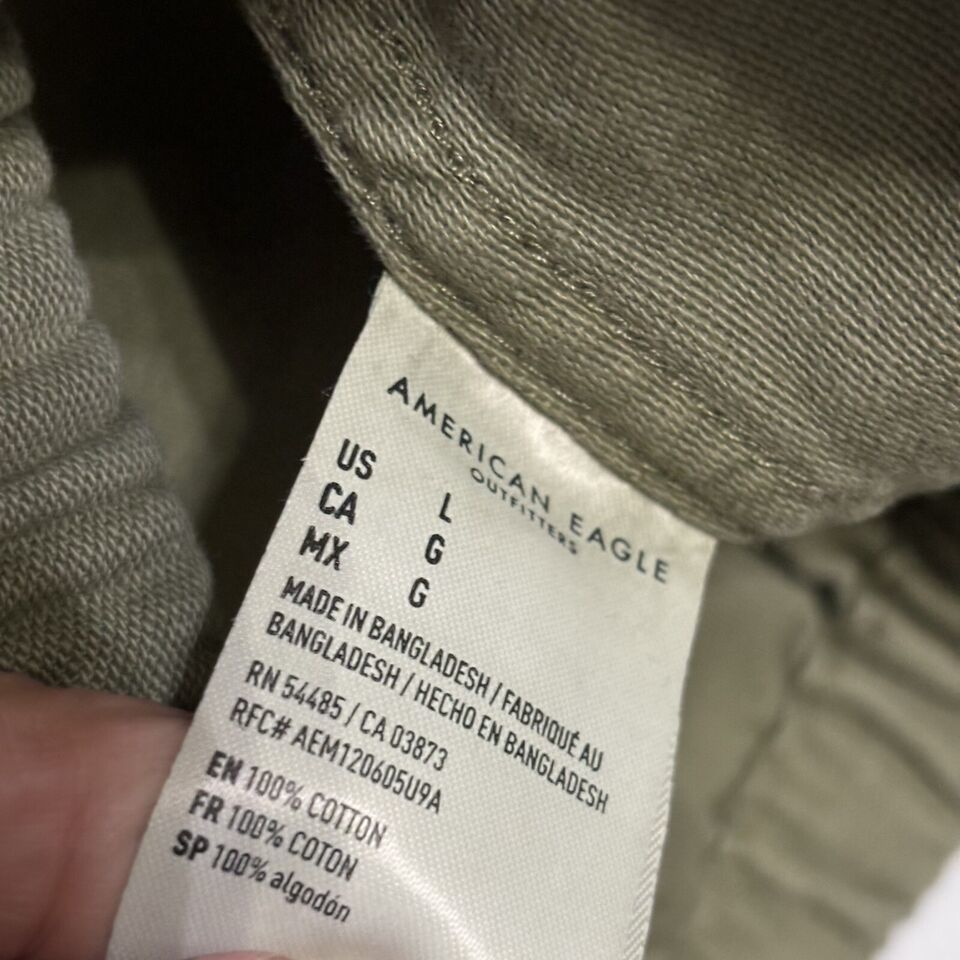 AMERICAN EAGLE
OUTFITTERS
US L
CA G
MX G
MADE IN BANGLADESH / FABRIQUÉ AU
BANGLADESH / HECHO EN BANGLADESH
RN 54485 / CA 03873
RFC# AEM120605U9A
EN 100% COTTON
FR 100% COTON
SP 100% algodón